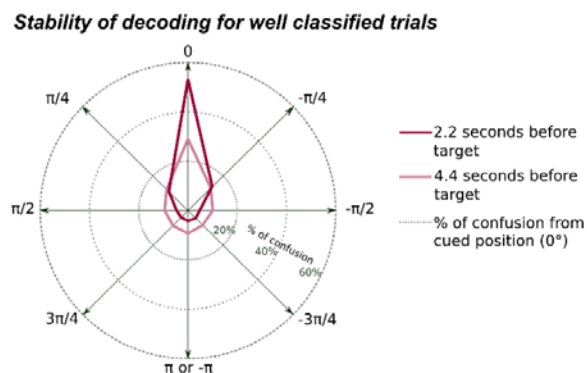 Stability of decoding for well classified trials
0
π/4
-π/4
2.2 seconds before
target
4.4 seconds before
target
π/2
-π/2
% of confusion from
cued position (0°)
20%
% of confusion
40%
60%
3π/4
-3π/4
π or -π